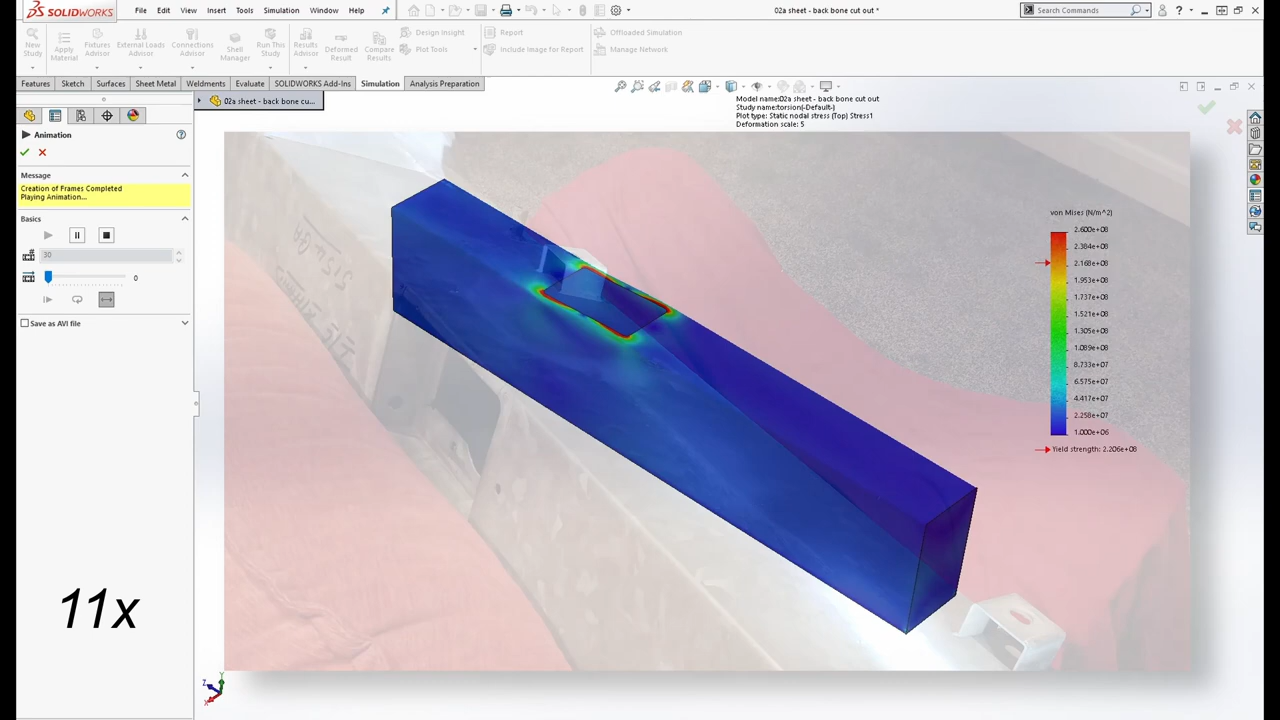 SOLIDWORKS
File Edit View Insert Tools Simulation Window Help
02a sheet - back bone cut out *
Search Commands
New Study
Apply Material
Fixtures Advisor
External Loads Advisor
Connections Advisor
Shell Manager
Run This Study
Results Advisor
Deformed Result
Compare Results
Design Insight
Plot Tools
Report
Include Image for Report
Offloaded Simulation
Manage Network
Features Sketch Surfaces Sheet Metal Weldments Evaluate SOLIDWORKS Add-Ins Simulation Analysis Preparation
02a sheet - back bone cu...
Model name:02a sheet - back bone cut out
Study name:torsion(-Default-)
Plot type: Static nodal stress (Top) Stress1
Deformation scale: 5
Animation
Message
Creation of Frames Completed
Playing Animation...
Basics
30
0
Save as AVI file
von Mises (N/m^2)
2.600e+08
2.384e+08
2.168e+08
1.953e+08
1.737e+08
1.521e+08
1.305e+08
1.089e+08
8.733e+07
6.575e+07
4.417e+07
2.258e+07
1.000e+06
Yield strength: 2.206e+08
11x
Y
Z
X